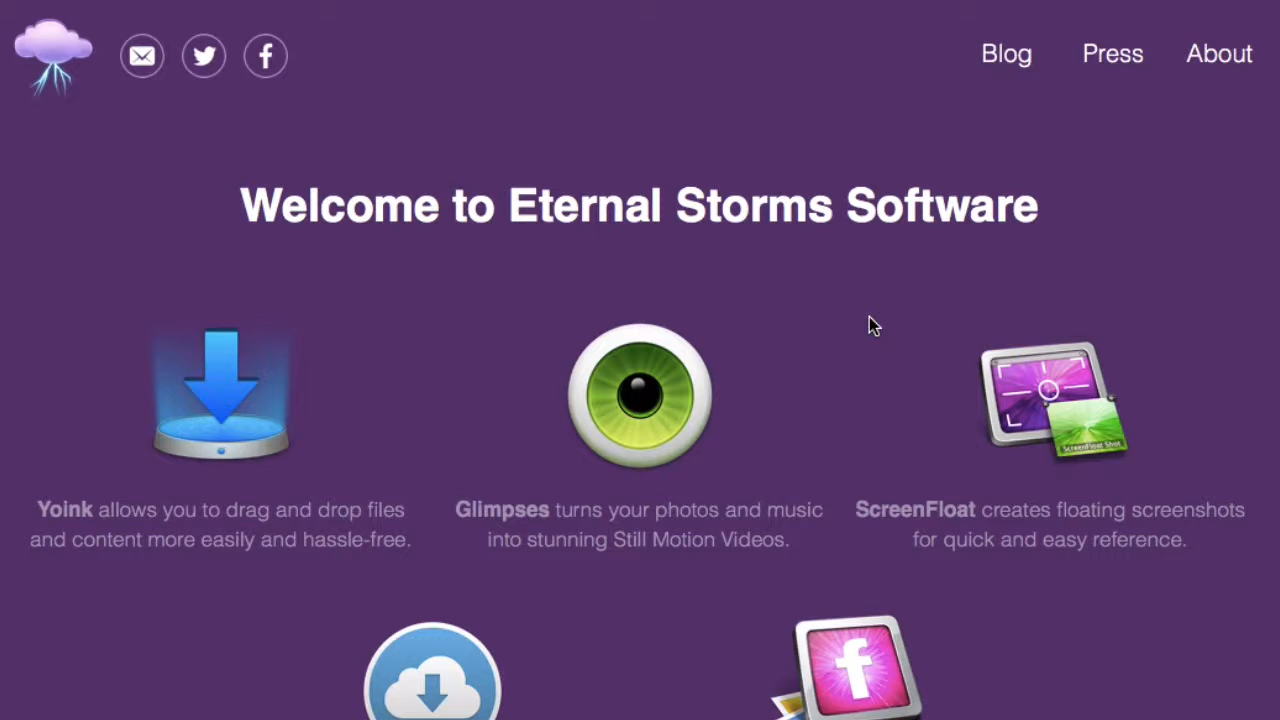 Blog Press About
Welcome to Eternal Storms Software
ScreenFloat Shot
Yoink allows you to drag and drop files
and content more easily and hassle-free.
Glimpses turns your photos and music
into stunning Still Motion Videos.
ScreenFloat creates floating screenshots
for quick and easy reference.